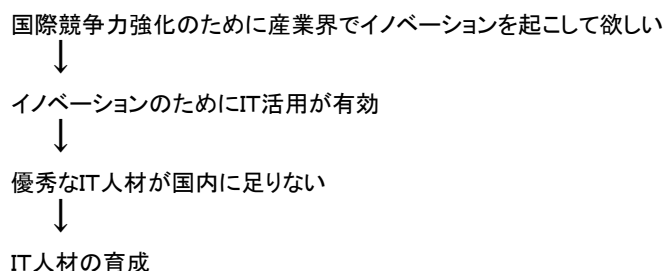 国際競争力強化のために産業界でイノベーションを起こして欲しい
↓
イノベーションのためにIT活用が有効
↓
優秀なIT人材が国内に足りない
↓
IT人材の育成